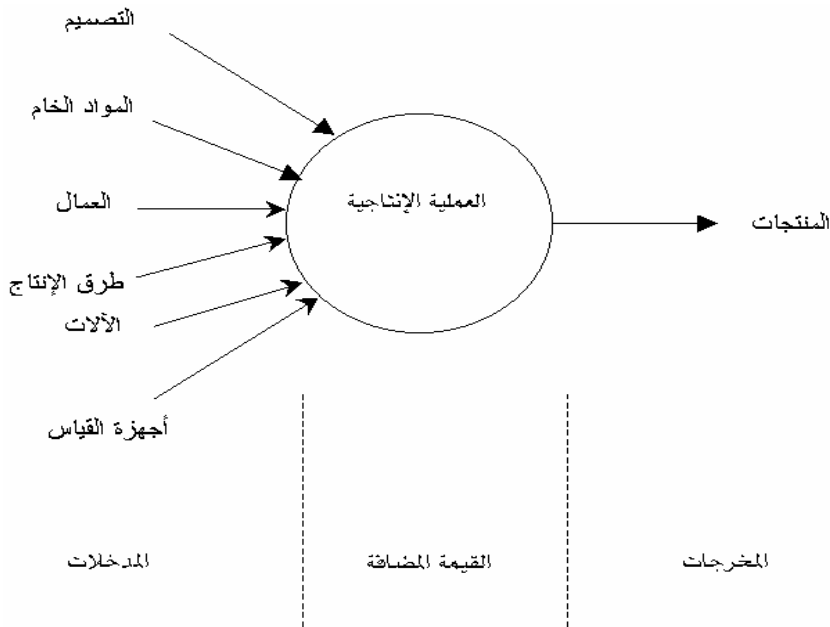 التصميم
المواد الخام
العمال
طرق الإنتاج
الآلات
أجهزة القياس
العملية الإنتاجية
المنتجات
المدخلات
القيمة المضافة
المخرجات